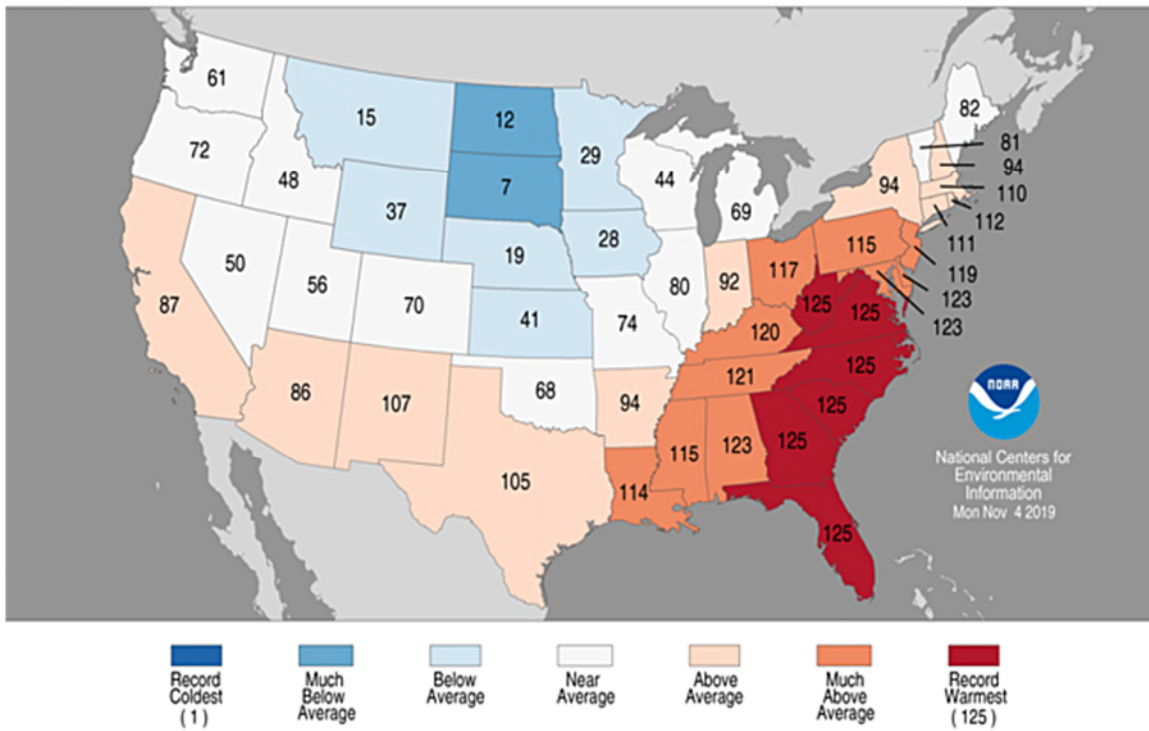 61
15
12
29
82
72
48
7
44
81
94
94
37
69
110
112
19
28
115
111
50
56
70
80
92
117
119
87
41
74
125
125
123
123
120
86
107
68
94
121
125
125
105
114
115
123
125
125
NOAA
National Centers for
Environmental
Information
Mon Nov 4 2019
Record
Coldest
( 1 )
Much
Below
Average
Below
Average
Near
Average
Above
Average
Much
Above
Average
Record
Warmest
( 125 )